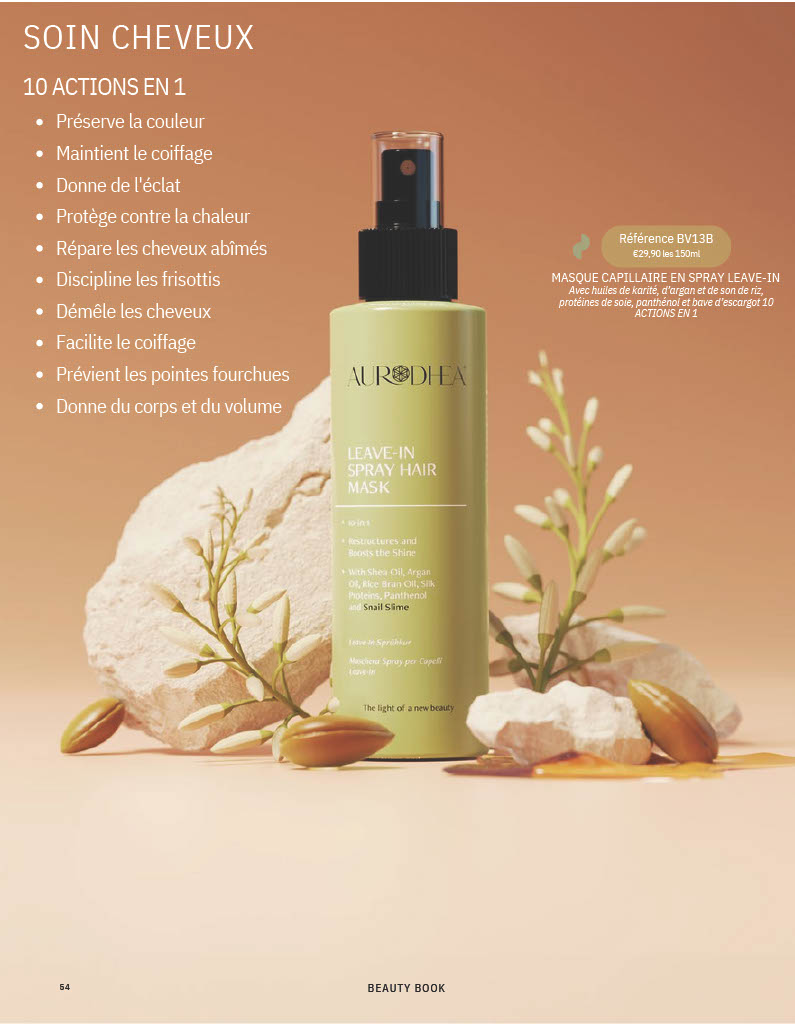 SOIN CHEVEUX
10 ACTIONS EN 1
• Préserve la couleur
• Maintient le coiffage
• Donne de l'éclat
• Protège contre la chaleur
• Répare les cheveux abîmés
• Discipline les frisottis
• Démêle les cheveux
• Facilite le coiffage
• Prévient les pointes fourchues
• Donne du corps et du volume
Référence BV13B
€29,90 les 150ml
MASQUE CAPILLAIRE EN SPRAY LEAVE-IN
Avec huiles de karité, d'argan et de son de riz,
protéines de soie, panthénol et bave d'escargot 10
ACTIONS EN 1
AURODHEA
LEAVE-IN
SPRAY HAIR
MASK
• 10 in 1
• Restructures and
Boosts the Shine
• With Shea Oil, Argan
Oil, Rice Bran Oil, Silk
Proteins, Panthenol
and Snail Slime
Leave-in Sprühkur
Maschera Spray per Capelli
Leave-in
The light of a new beauty
54
BEAUTY BOOK